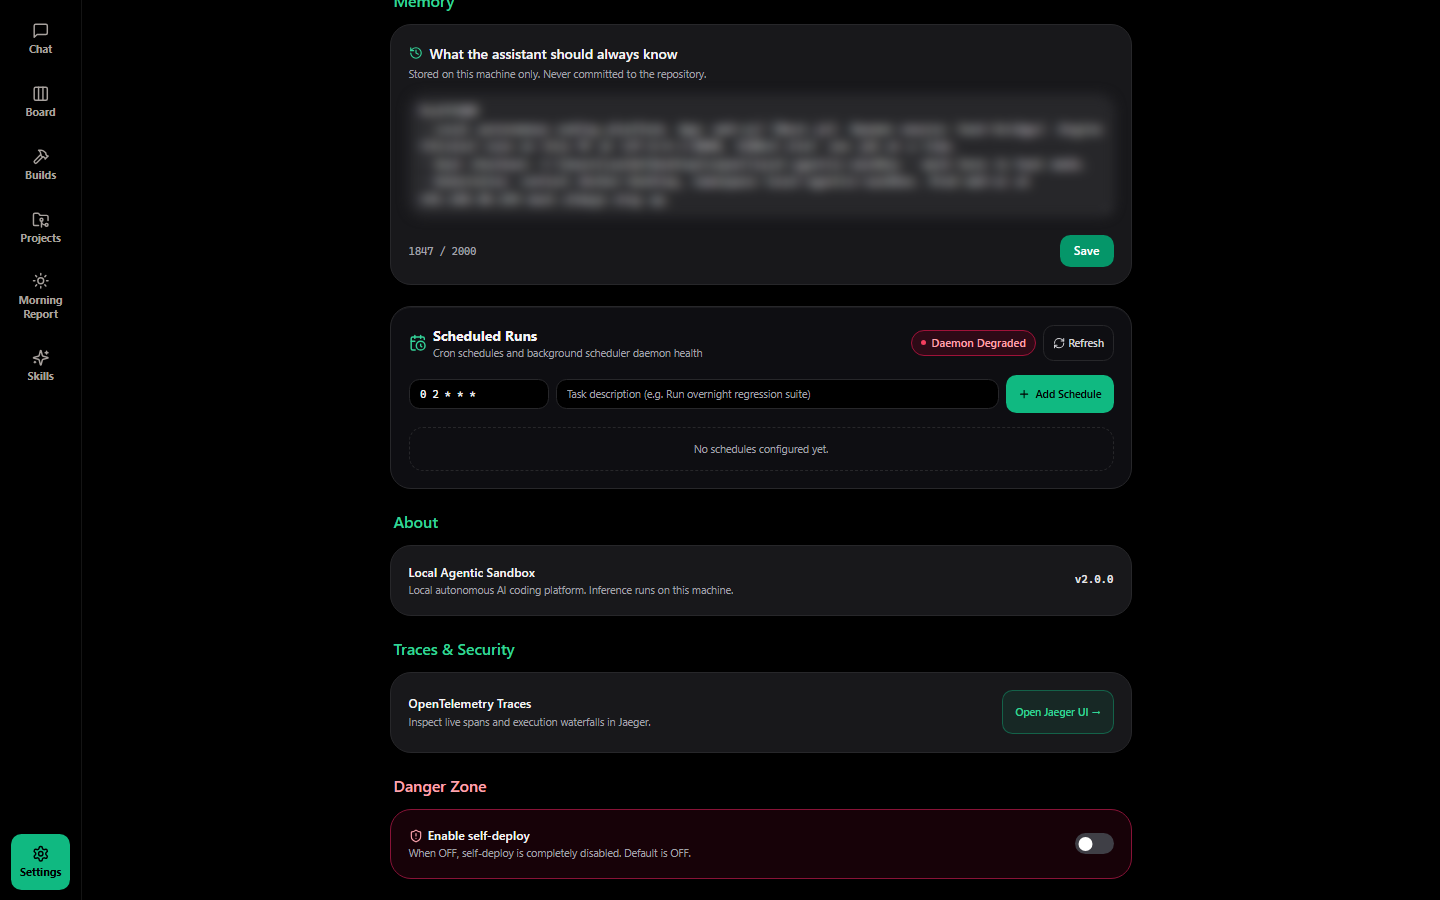 Memory
Chat
Board
Builds
Projects
Morning
Report
Skills
Settings
What the assistant should always know
Stored on this machine only. Never committed to the repository.
1847 / 2000
Save
Scheduled Runs
Cron schedules and background scheduler daemon health
Daemon Degraded
Refresh
0 2 * * *
Task description (e.g. Run overnight regression suite)
+ Add Schedule
No schedules configured yet.
About
Local Agentic Sandbox
Local autonomous AI coding platform. Inference runs on this machine.
v2.0.0
Traces & Security
OpenTelemetry Traces
Inspect live spans and execution waterfalls in Jaeger.
Open Jaeger UI →
Danger Zone
Enable self-deploy
When OFF, self-deploy is completely disabled. Default is OFF.